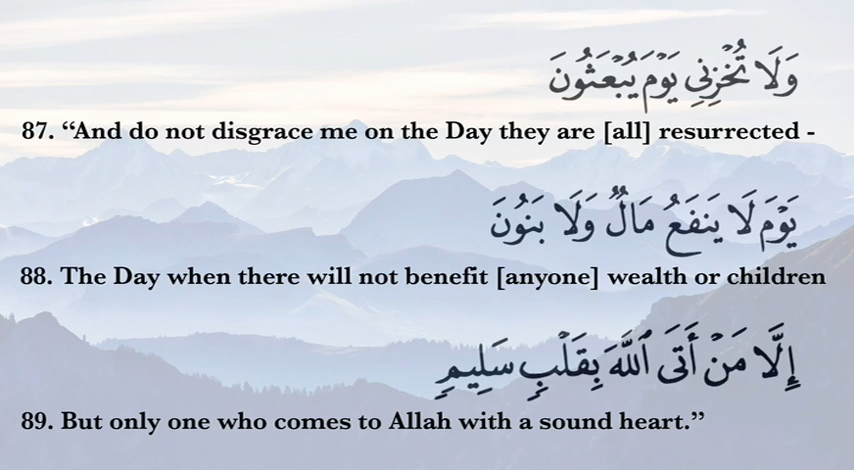 وَلَا تُخْزِنِي يَوْمَ يُبْعَثُونَ
87. “And do not disgrace me on the Day they are [all] resurrected -
يَوْمَ لَا يَنفَعُ مَالٌ وَلَا بَنُونَ
88. The Day when there will not benefit [anyone] wealth or children
إِلَّا مَنْ أَتَى ٱللَّهَ بِقَلْبٍ سَلِيمٍ
89. But only one who comes to Allah with a sound heart.”